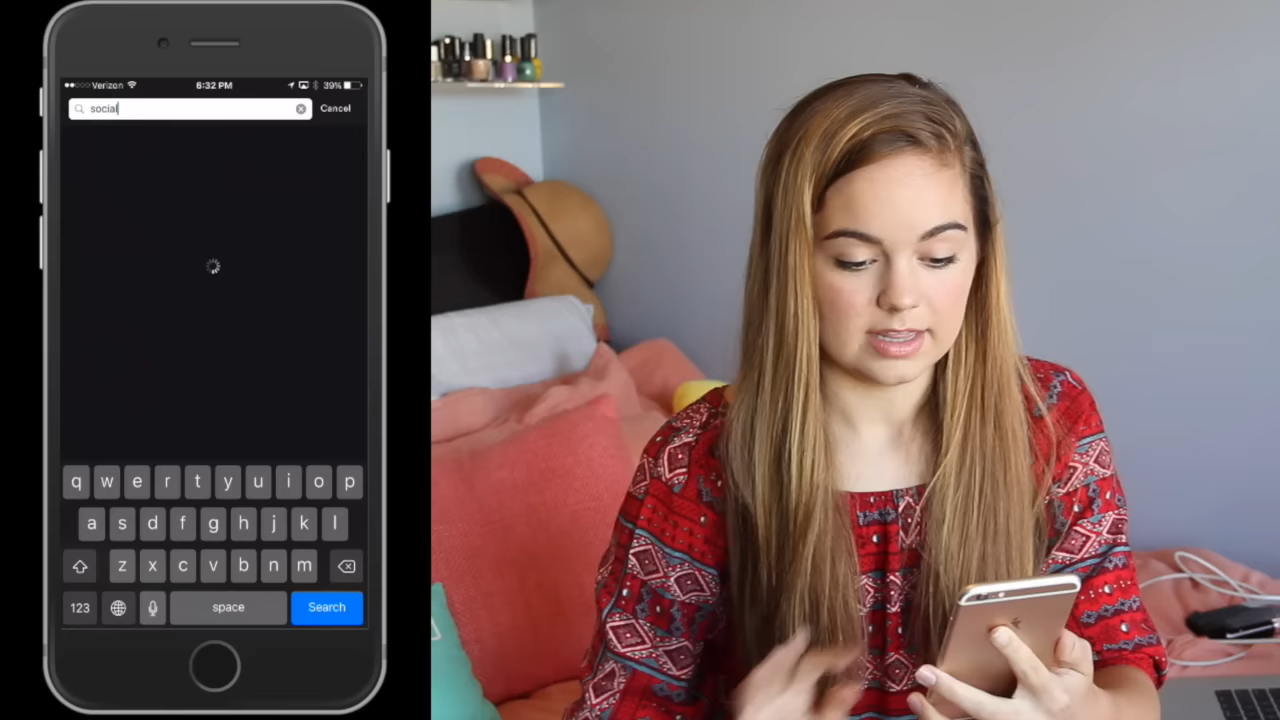 Verizon 6:32 PM 39%
social Cancel
q w e r t y u i o p
a s d f g h j k l
z x c v b n m
123 space Search